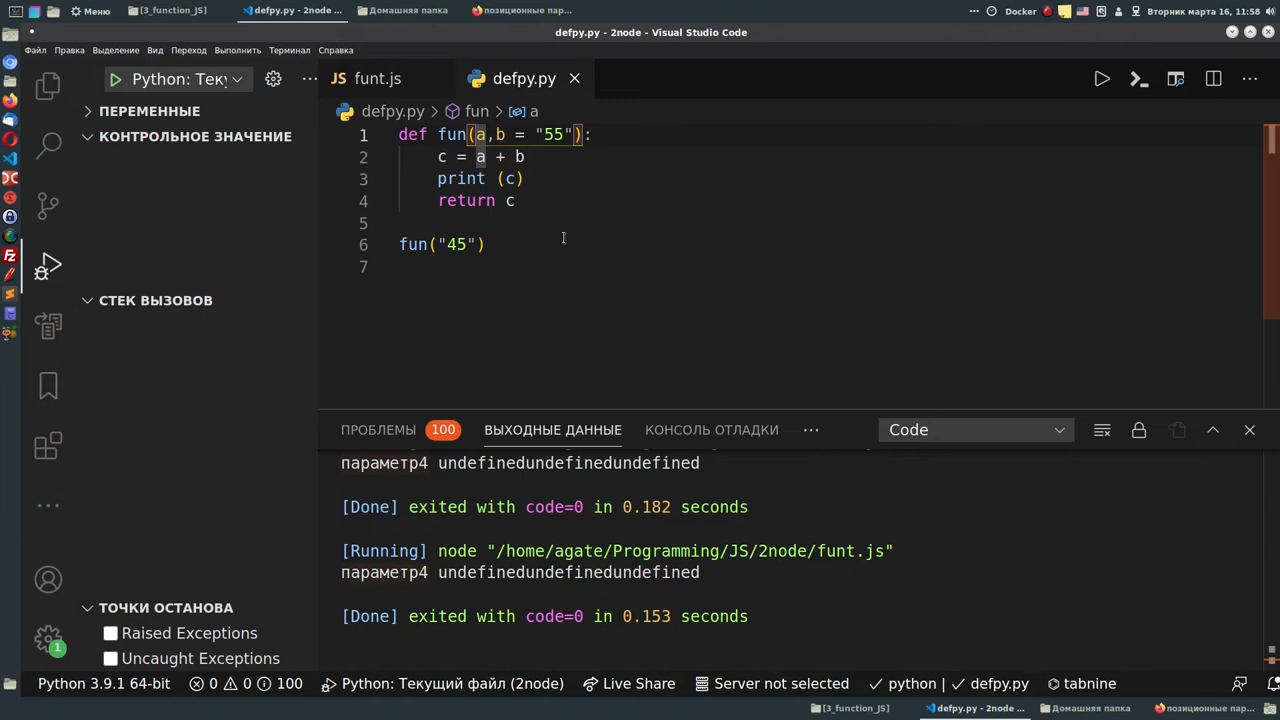 Меню
[3_function_JS]
defpy.py - 2node ...
Домашняя папка
позиционные пар...
Docker
Вторник марта 16, 11:58
defpy.py - 2node - Visual Studio Code
Файл Правка Выделение Вид Переход Выполнить Терминал Справка
Python: Теку
funt.js
defpy.py
JS
ПЕРЕМЕННЫЕ
defpy.py > fun > a
КОНТРОЛЬНОЕ ЗНАЧЕНИЕ
1 def fun(a,b = "55"):
2 c = a + b
3 print (c)
4 return c
5
6 fun("45")
7
СТЕК ВЫЗОВОВ
ПРОБЛЕМЫ 100 ВЫХОДНЫЕ ДАННЫЕ КОНСОЛЬ ОТЛАДКИ ... Code
параметр4 undefinedundefinedundefined
[Done] exited with code=0 in 0.182 seconds
[Running] node "/home/agate/Programming/JS/2node/funt.js"
параметр4 undefinedundefinedundefined
[Done] exited with code=0 in 0.153 seconds
ТОЧКИ ОСТАНОВА
Raised Exceptions
Uncaught Exceptions
1
Python 3.9.1 64-bit 0 0 100 Python: Текущий файл (2node) Live Share Server not selected python | defpy.py tabnine
[3_function_JS] defpy.py - 2node ... Домашняя папка позиционные пар...